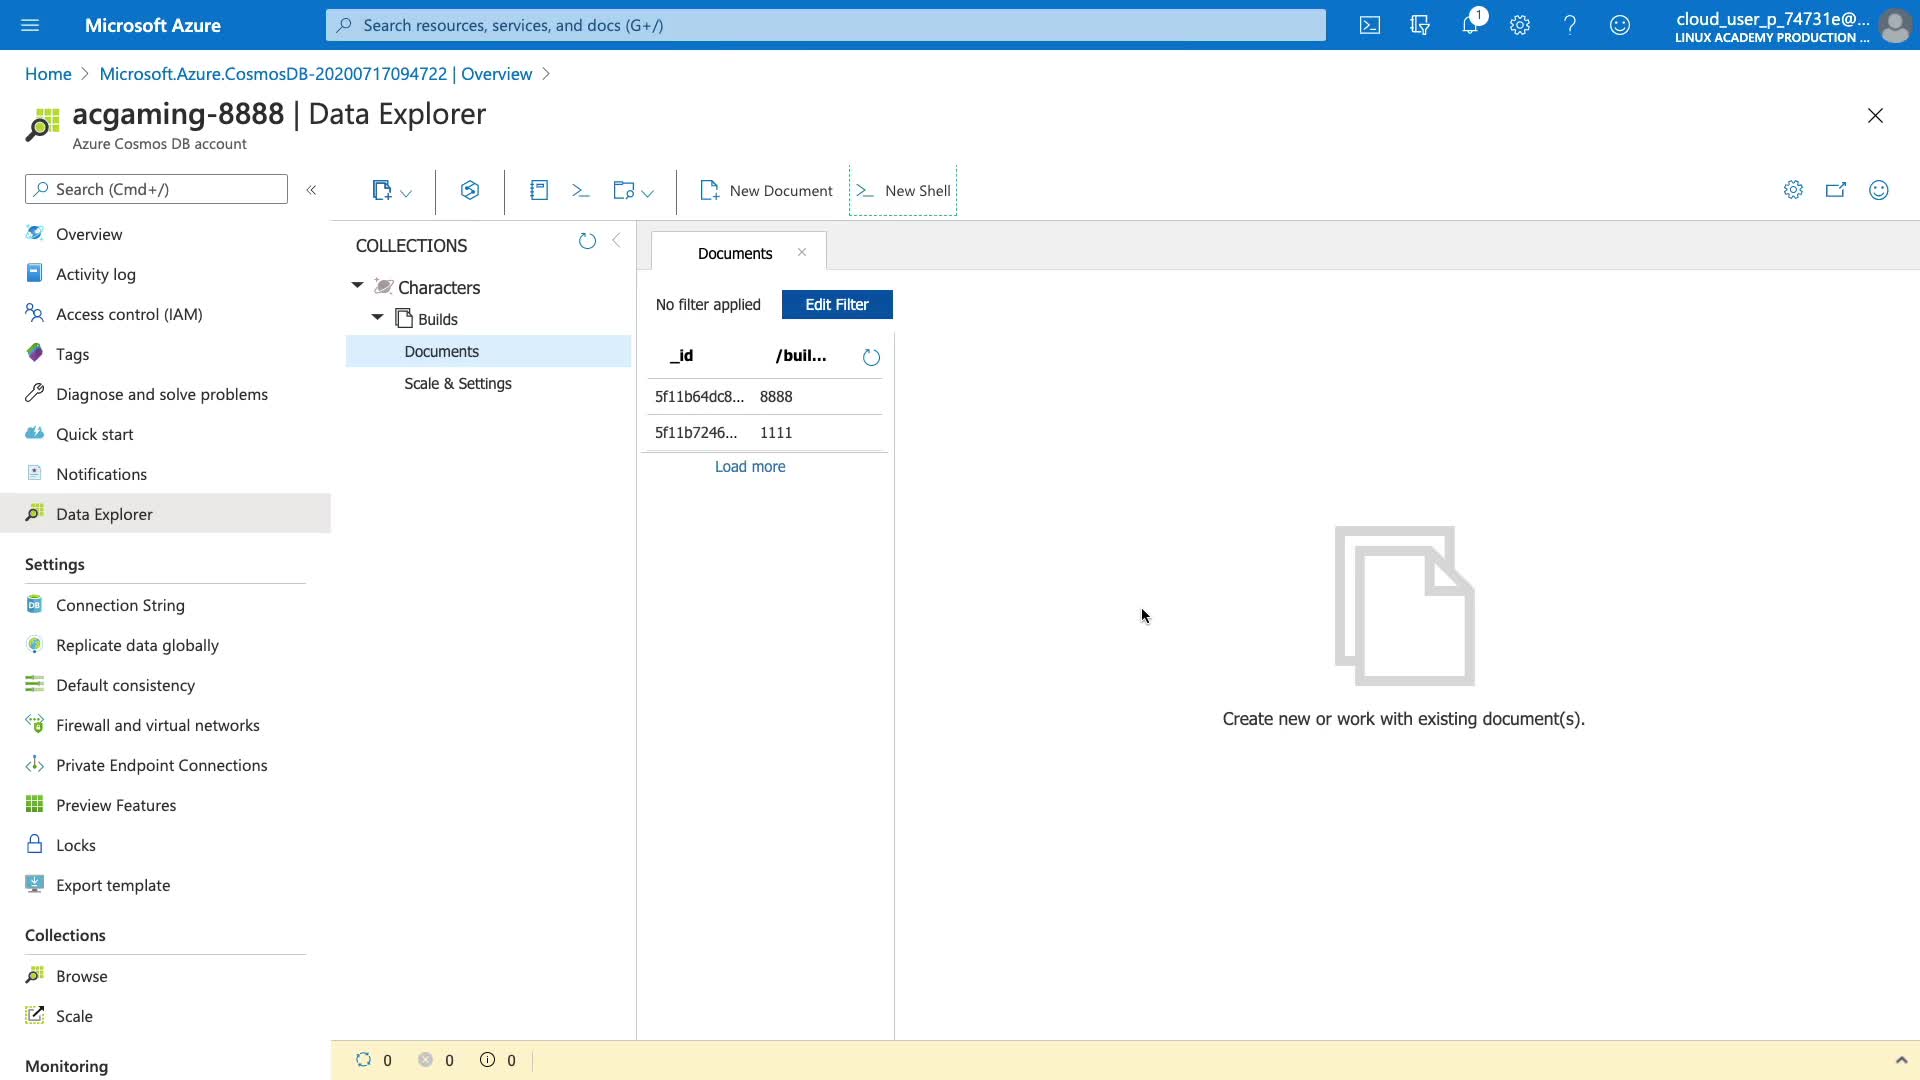 Microsoft Azure
Search resources, services, and docs (G+/)
1
cloud_user_p_74731e@...
LINUX ACADEMY PRODUCTION ...
Home
Microsoft.Azure.CosmosDB-20200717094722 | Overview
acgaming-8888 | Data Explorer
Azure Cosmos DB account
Search (Cmd+/)
«
Overview
Activity log
Access control (IAM)
Tags
Diagnose and solve problems
Quick start
Notifications
Data Explorer
Settings
DB
Connection String
Replicate data globally
Default consistency
Firewall and virtual networks
Private Endpoint Connections
Preview Features
Locks
Export template
Collections
Browse
Scale
Monitoring
New Document
New Shell
COLLECTIONS
Characters
Builds
Documents
Scale & Settings
Documents
No filter applied
Edit Filter
_id /buil...
5f11b64dc8... 8888
5f11b7246... 1111
Load more
Create new or work with existing document(s).
0 0 0